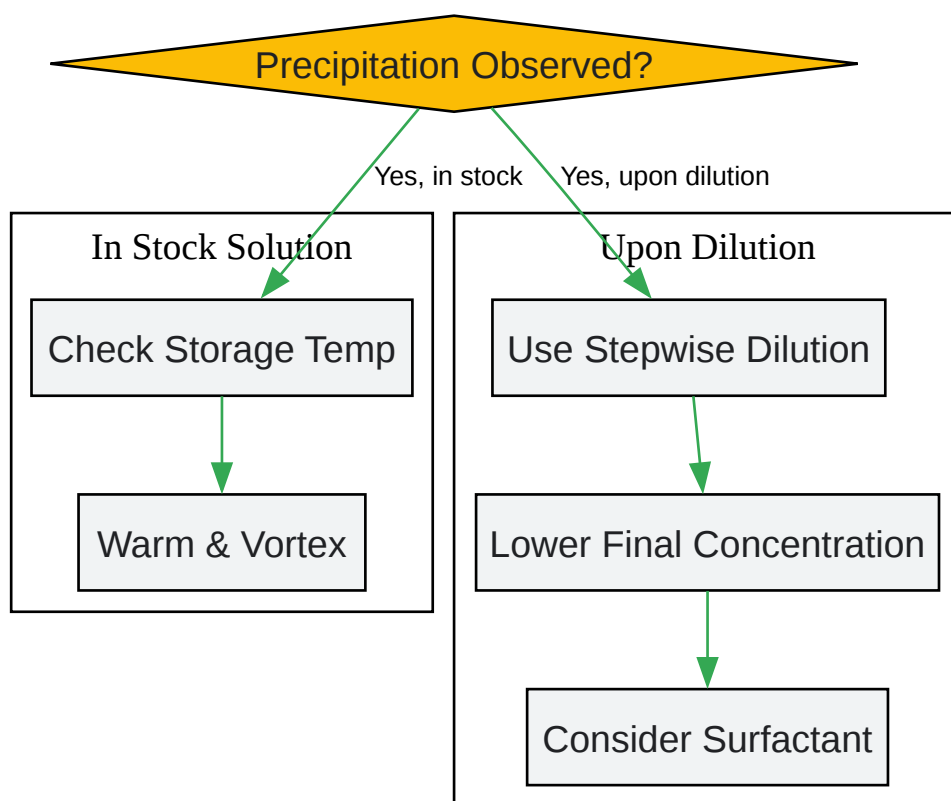 Precipitation Observed?
Yes, in stock
Yes, upon dilution
In Stock Solution
Upon Dilution
Check Storage Temp
Use Stepwise Dilution
Warm & Vortex
Lower Final Concentration
Consider Surfactant